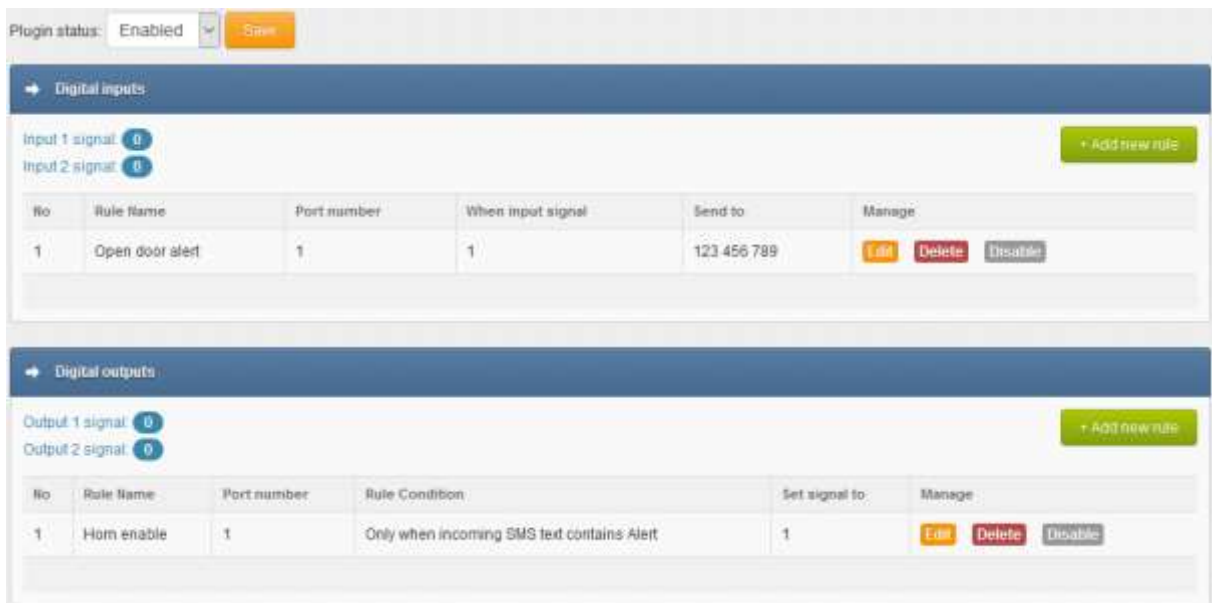 Plugin status: Enabled Save
Digital inputs
Input 1 signal: 0
Input 2 signal: 0
+ Add new rule
No Rule Name Port number When input signal Send to Manage
1 Open door alert 1 1 123 456 789 Edit Delete Disable
Digital outputs
Output 1 signal: 0
Output 2 signal: 0
+ Add new rule
No Rule Name Port number Rule Condition Set signal to Manage
1 Horn enable 1 Only when incoming SMS text contains Alert 1 Edit Delete Disable